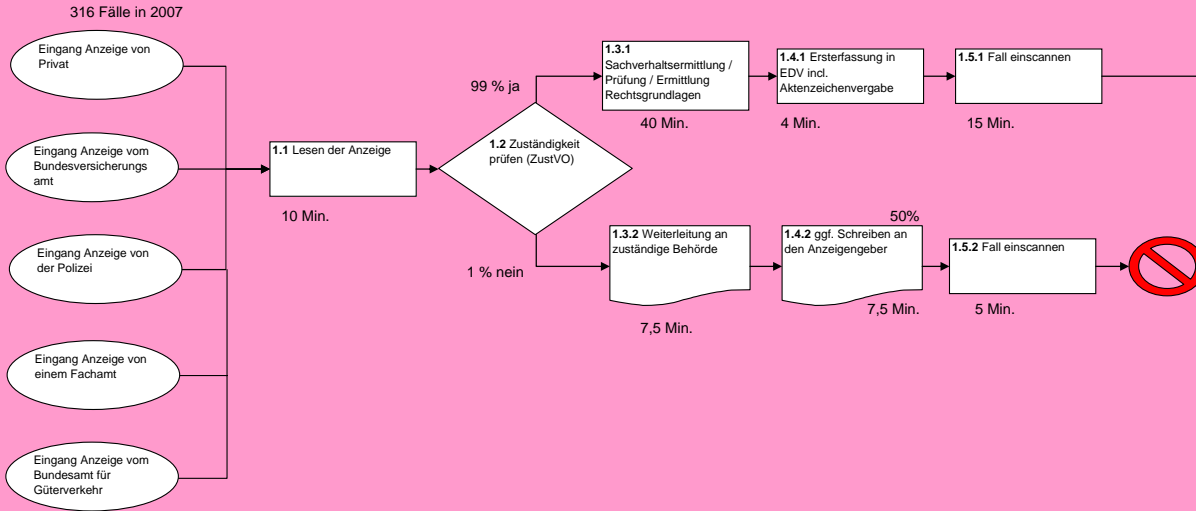 316 Fälle in 2007
Eingang Anzeige von
Privat
Eingang Anzeige vom
Bundesversicherungs
amt
Eingang Anzeige von
der Polizei
Eingang Anzeige von
einem Fachamt
Eingang Anzeige vom
Bundesamt für
Güterverkehr
1.1 Lesen der Anzeige
10 Min.
1.2 Zuständigkeit
prüfen (ZustVO)
99 % ja
1.3.1
Sachverhaltsermittlung /
Prüfung / Ermittlung
Rechtsgrundlagen
40 Min.
1.4.1 Ersterfassung in
EDV incl.
Aktenzeichenvergabe
4 Min.
1.5.1 Fall einscannen
15 Min.
1 % nein
1.3.2 Weiterleitung an
zuständige Behörde
7,5 Min.
50%
1.4.2 ggf. Schreiben an
den Anzeigengeber
7,5 Min.
1.5.2 Fall einscannen
5 Min.